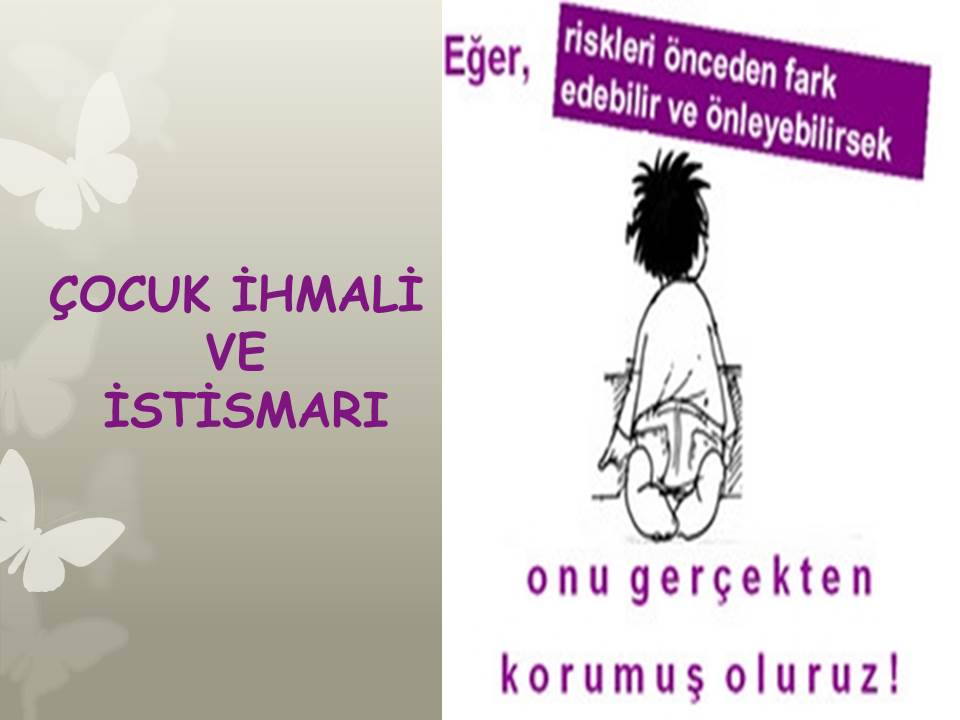 ÇOCUK İHMALİ
VE
İSTİSMARI
Eğer,
riskleri önceden fark
edebilir ve önleyebilirsek
onu gerçekten
korumuş oluruz!